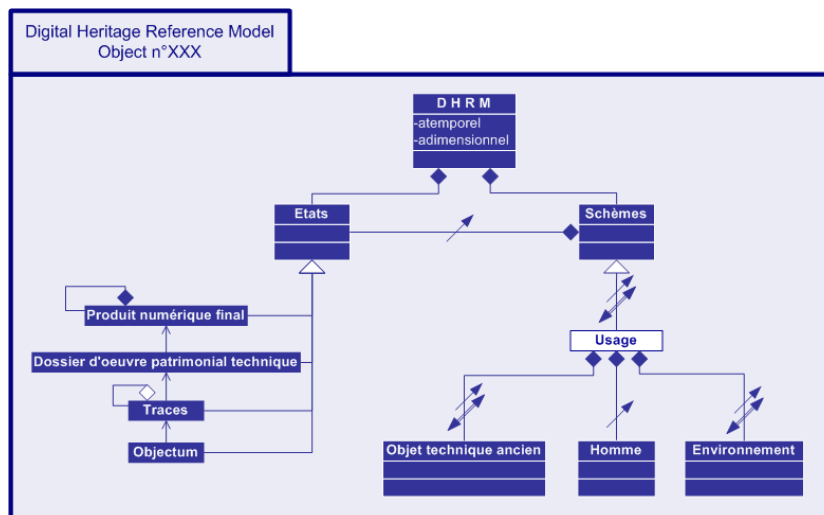 Digital Heritage Reference Model
Object n°XXX
D H R M
-atemporel
-adimensionnel
Etats
Schèmes
Produit numérique final
Usage
Dossier d'oeuvre patrimonial technique
Traces
Objectum
Objet technique ancien
Homme
Environnement